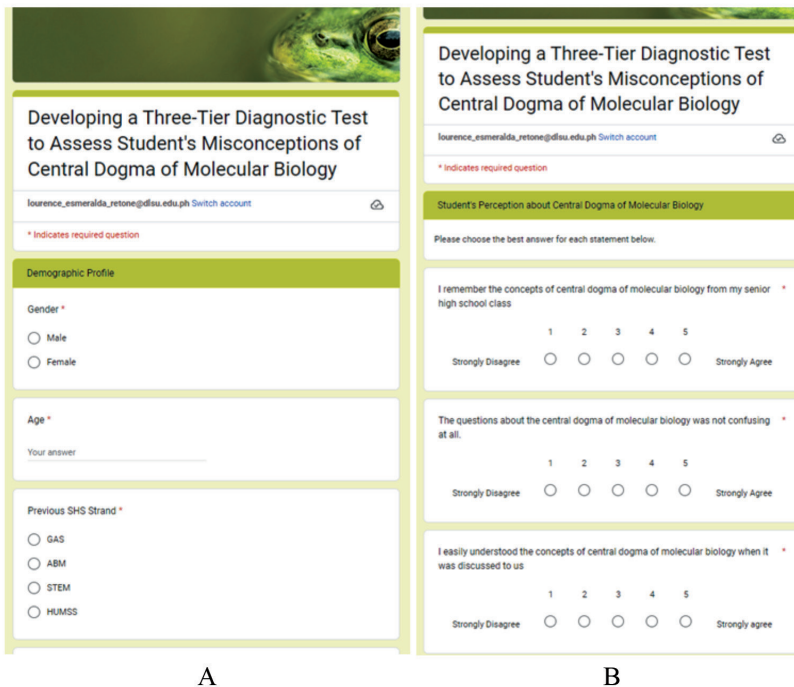 Developing a Three-Tier Diagnostic Test
to Assess Student's Misconceptions of
Central Dogma of Molecular Biology
lourence_esmeralda_retone@dlsu.edu.ph Switch account
* Indicates required question
Demographic Profile
Gender *
Male
Female
Age *
Your answer
Previous SHS Strand *
GAS
ABM
STEM
HUMSS
A
Developing a Three-Tier Diagnostic Test
to Assess Student's Misconceptions of
Central Dogma of Molecular Biology
lourence_esmeralda_retone@dlsu.edu.ph Switch account
* Indicates required question
Student's Perception about Central Dogma of Molecular Biology
Please choose the best answer for each statement below.
I remember the concepts of central dogma of molecular biology from my senior *
high school class
1 2 3 4 5
Strongly Disagree Strongly Agree
The questions about the central dogma of molecular biology was not confusing *
at all.
1 2 3 4 5
Strongly Disagree Strongly Agree
I easily understood the concepts of central dogma of molecular biology when it *
was discussed to us
1 2 3 4 5
Strongly Disagree Strongly agree
B